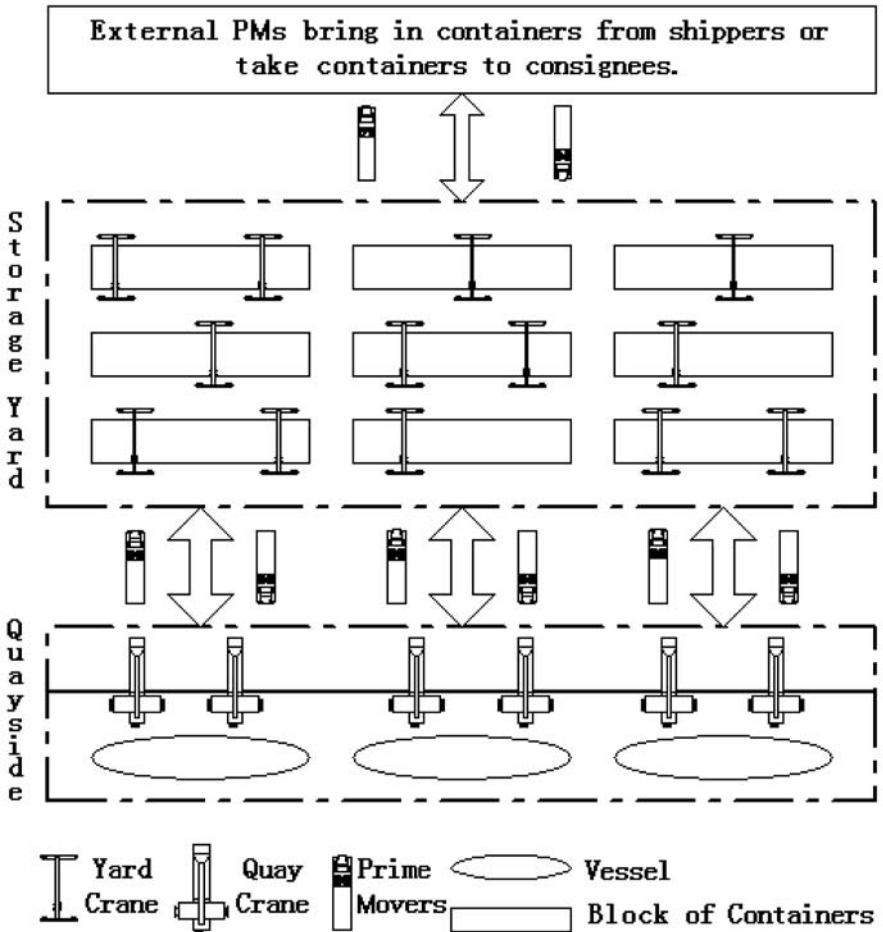 External PMs bring in containers from shippers or
take containers to consignees.
Storage Yard
Quayside
Yard
Crane
Quay
Crane
Prime
Movers
Vessel
Block of Containers